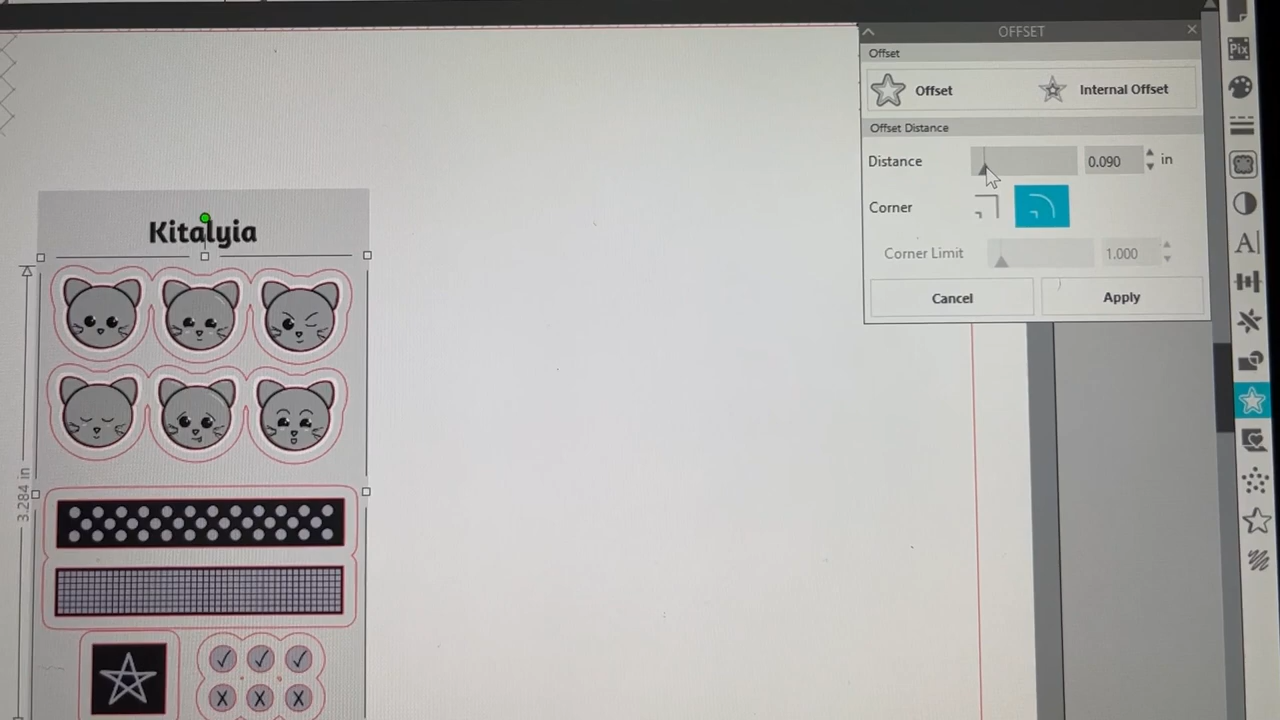 OFFSET
Offset
Offset
Internal Offset
Offset Distance
Distance
0.090
in
Corner
Corner Limit
1.000
Cancel
Apply
Pix
A
Kitalyia
3.284 in
X X X